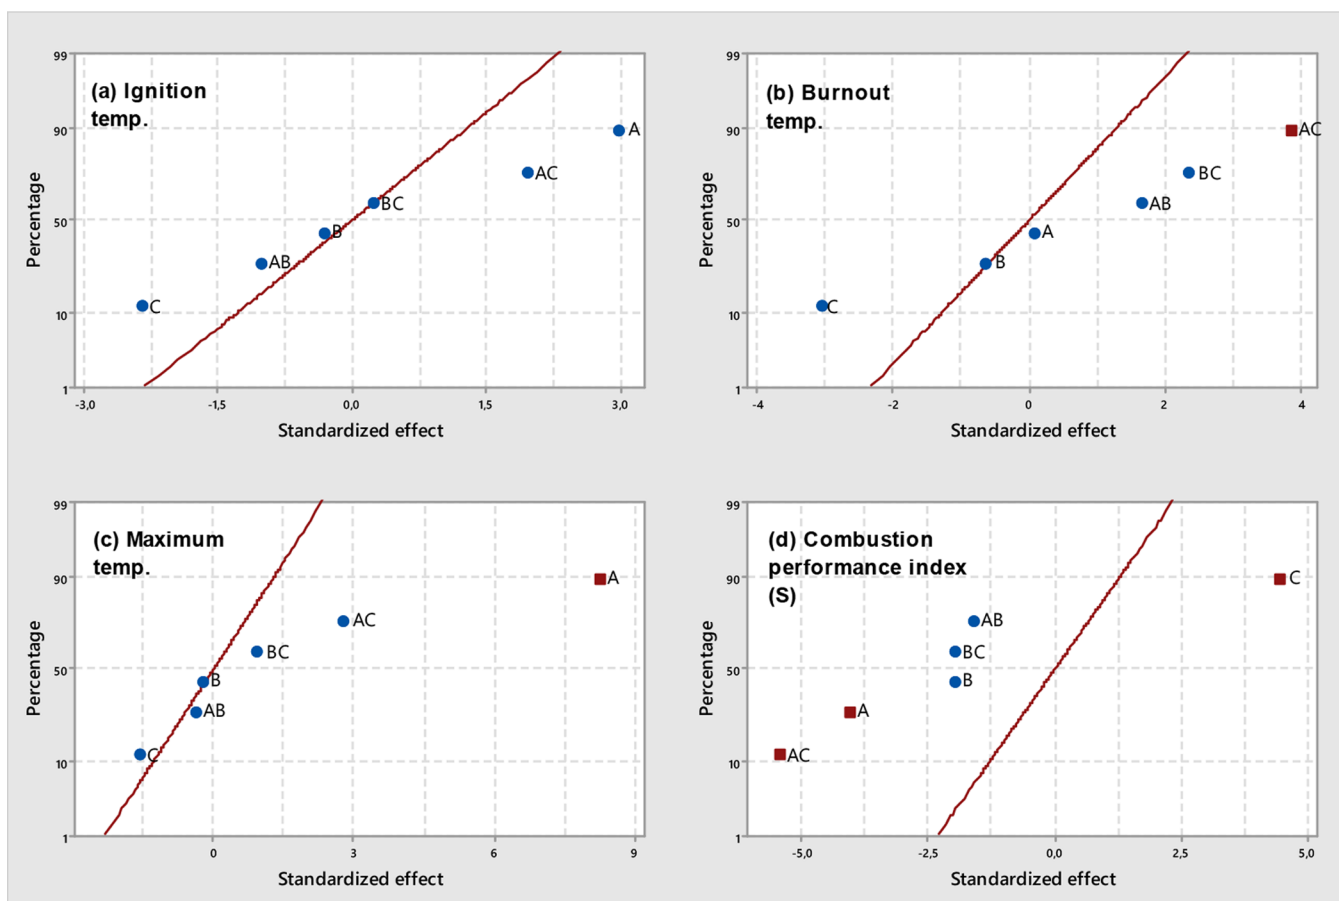 (a) Ignition
temp.
99
90
50
10
1
Percentage
A
AC
BC
B
AB
C
-3,0
-1,5
0,0
1,5
3,0
Standardized effect
(b) Burnout
temp.
99
90
50
10
1
Percentage
AC
BC
AB
A
B
C
-4
-2
0
2
4
Standardized effect
(c) Maximum
temp.
99
90
50
10
1
Percentage
A
AC
BC
B
AB
C
0
3
6
9
Standardized effect
(d) Combustion
performance index
(S)
99
90
50
10
1
Percentage
C
AB
BC
B
A
AC
-5,0
-2,5
0,0
2,5
5,0
Standardized effect